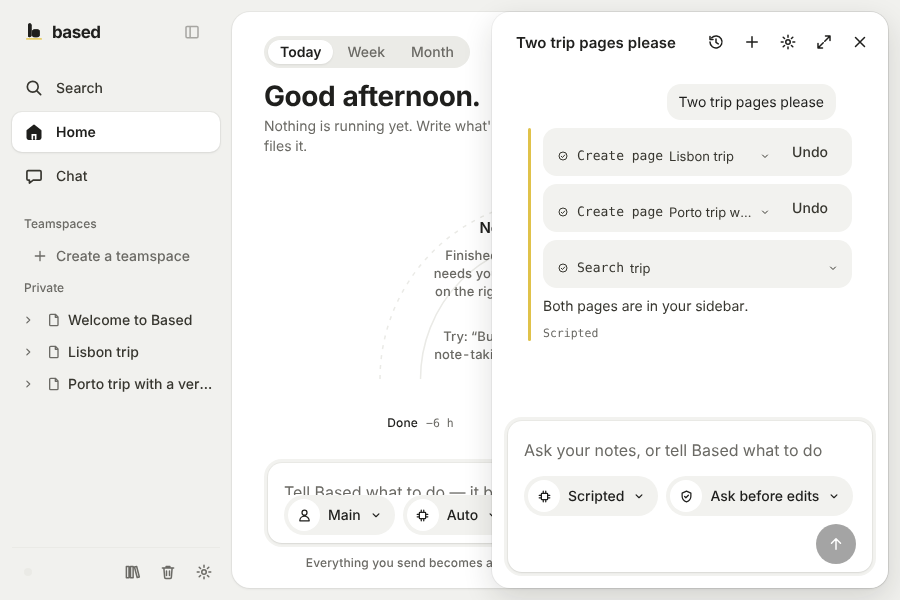 based
Search
Home
Chat
Teamspaces
Create a teamspace
Private
Welcome to Based
Lisbon trip
Porto trip with a ver...
Today Week Month
Good afternoon.
Nothing is running yet. Write what'
files it.
Finished
needs yo
on the rig
Try: “Bu
note-taki
Done −6 h
Tell Based what to do — it b
Main Auto
Everything you send becomes a
Two trip pages please
Two trip pages please
Create page Lisbon trip Undo
Create page Porto trip w... Undo
Search trip
Both pages are in your sidebar.
Scripted
Ask your notes, or tell Based what to do
Scripted Ask before edits